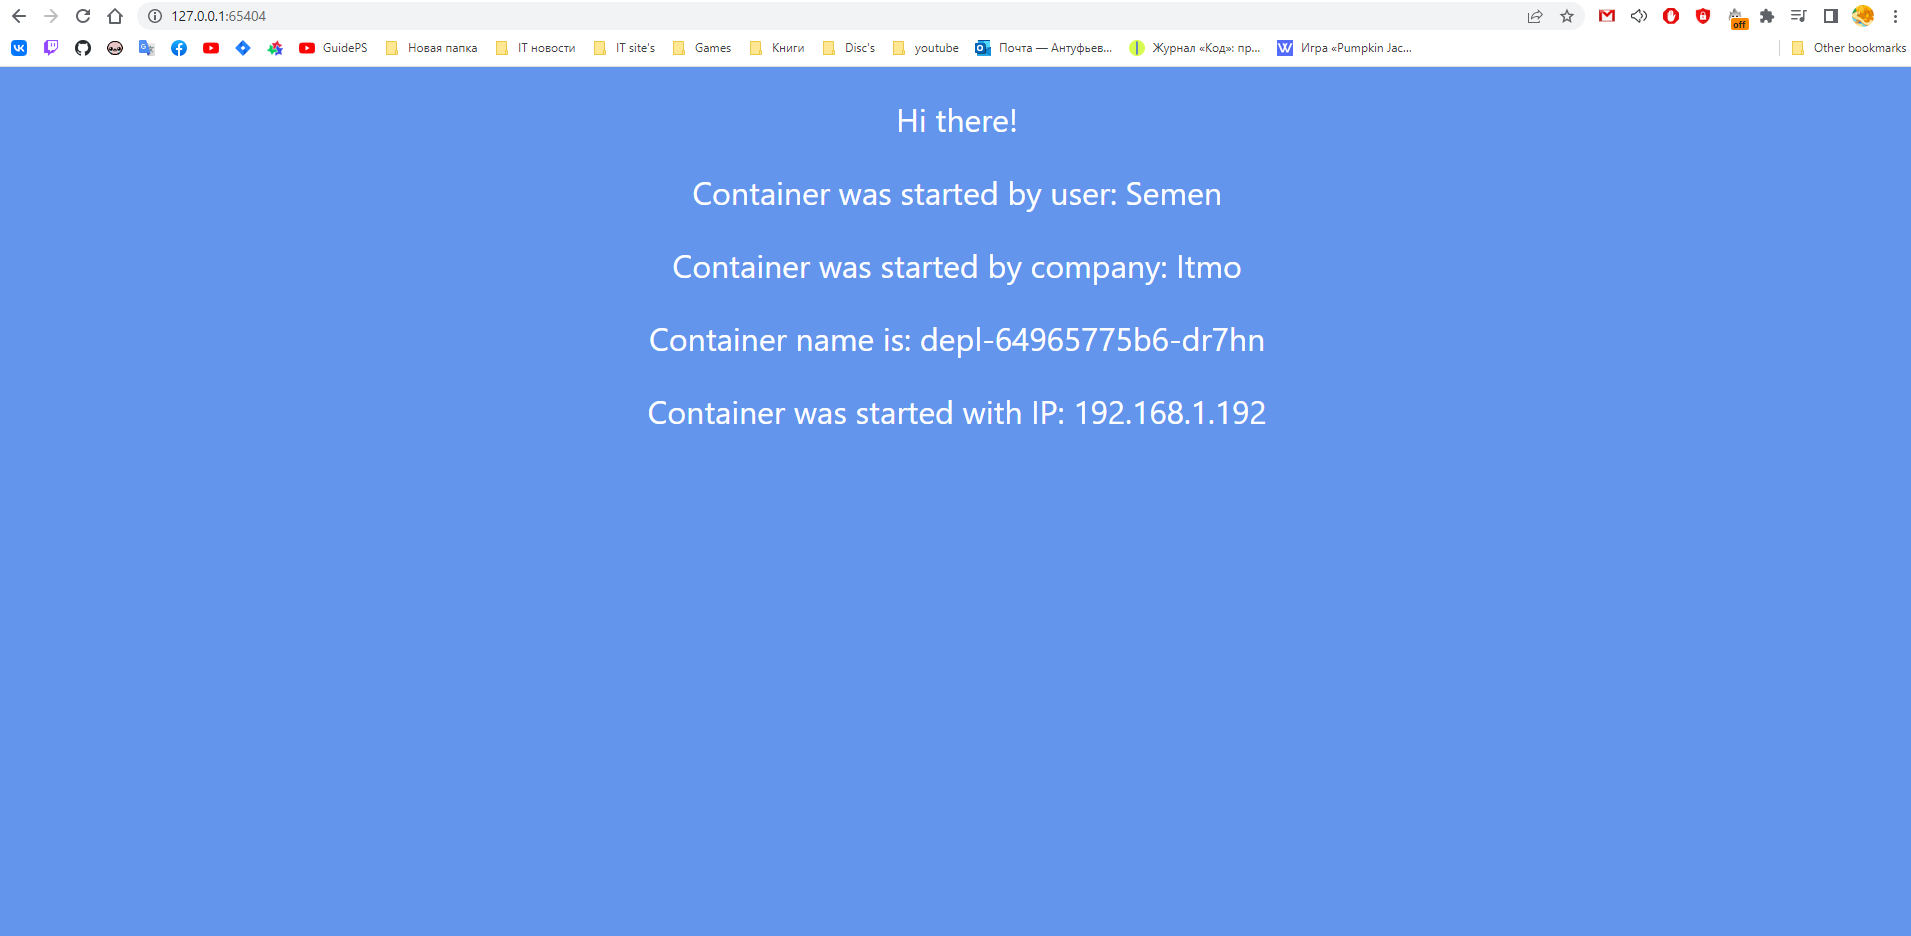 127.0.0.1:65404
GuidePS Новая папка IT новости IT site's Games Книги Disc's youtube Почта — Антуфьев... Журнал «Код»: пр... Игра «Pumpkin Jac... Other bookmarks
off
Hi there!
Container was started by user: Semen
Container was started by company: Itmo
Container name is: depl-64965775b6-dr7hn
Container was started with IP: 192.168.1.192